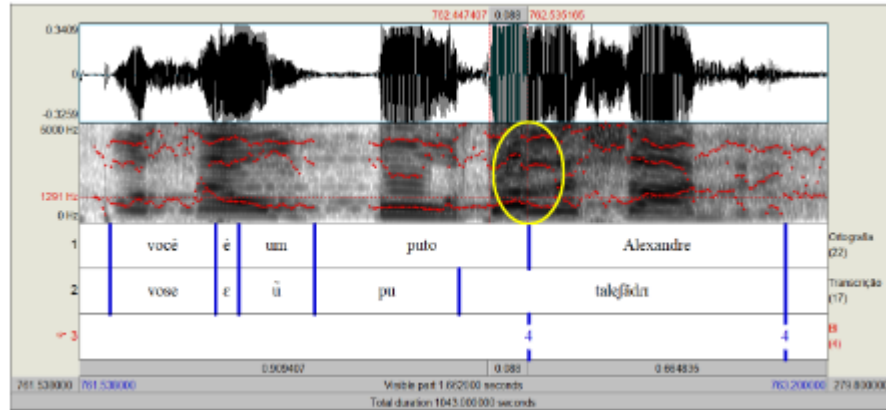 762.447407 0.088 762.535165
0.3409
0
-0.3259
5000 Hz
1291 Hz
0 Hz
1 você é um puto Alexandre Ortografia (22)
2 vose ɛ ũ pu Transcrição (17)
3 4 4 B (4)
0.909407 0.088 0.664835
761.538000 761.538000 Visible part 1.662000 seconds 763.200000 279.800000
Total duration 1043.000000 seconds